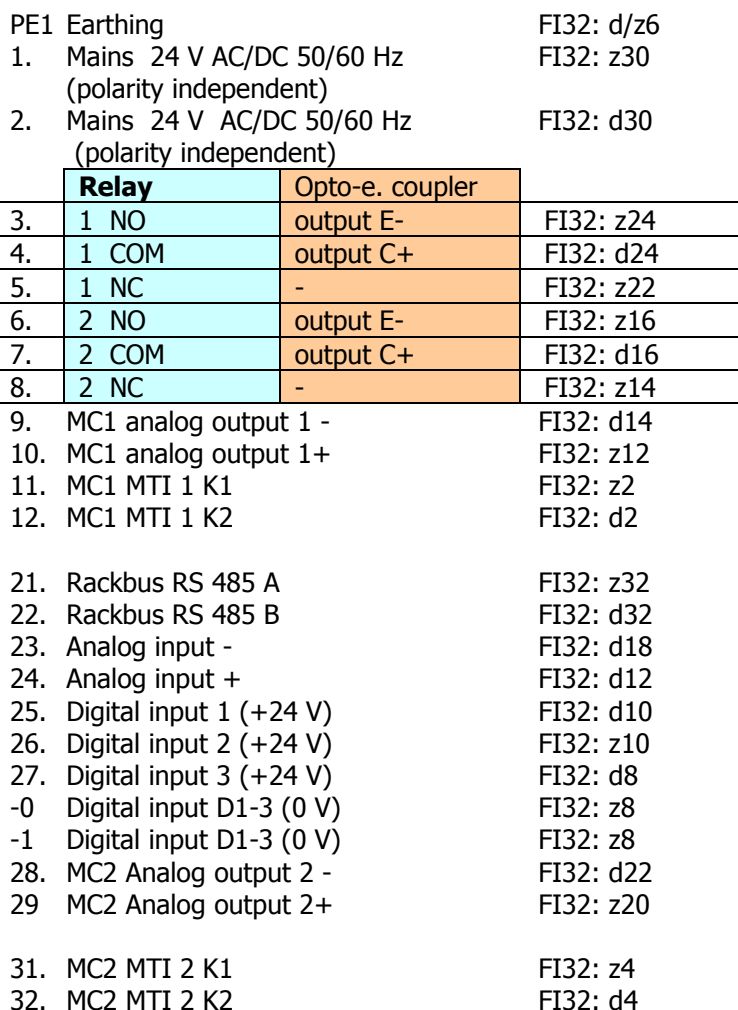 PE1 Earthing FI32: d/z6
1. Mains 24 V AC/DC 50/60 Hz FI32: z30
(polarity independent)
2. Mains 24 V AC/DC 50/60 Hz FI32: d30
(polarity independent)
Relay Opto-e. coupler
3. 1 NO output E- FI32: z24
4. 1 COM output C+ FI32: d24
5. 1 NC - FI32: z22
6. 2 NO output E- FI32: z16
7. 2 COM output C+ FI32: d16
8. 2 NC - FI32: z14
9. MC1 analog output 1 - FI32: d14
10. MC1 analog output 1+ FI32: z12
11. MC1 MTI 1 K1 FI32: z2
12. MC1 MTI 1 K2 FI32: d2
21. Rackbus RS 485 A FI32: z32
22. Rackbus RS 485 B FI32: d32
23. Analog input - FI32: d18
24. Analog input + FI32: d12
25. Digital input 1 (+24 V) FI32: d10
26. Digital input 2 (+24 V) FI32: z10
27. Digital input 3 (+24 V) FI32: d8
-0 Digital input D1-3 (0 V) FI32: z8
-1 Digital input D1-3 (0 V) FI32: z8
28. MC2 Analog output 2 - FI32: d22
29 MC2 Analog output 2+ FI32: z20
31. MC2 MTI 2 K1 FI32: z4
32. MC2 MTI 2 K2 FI32: d4